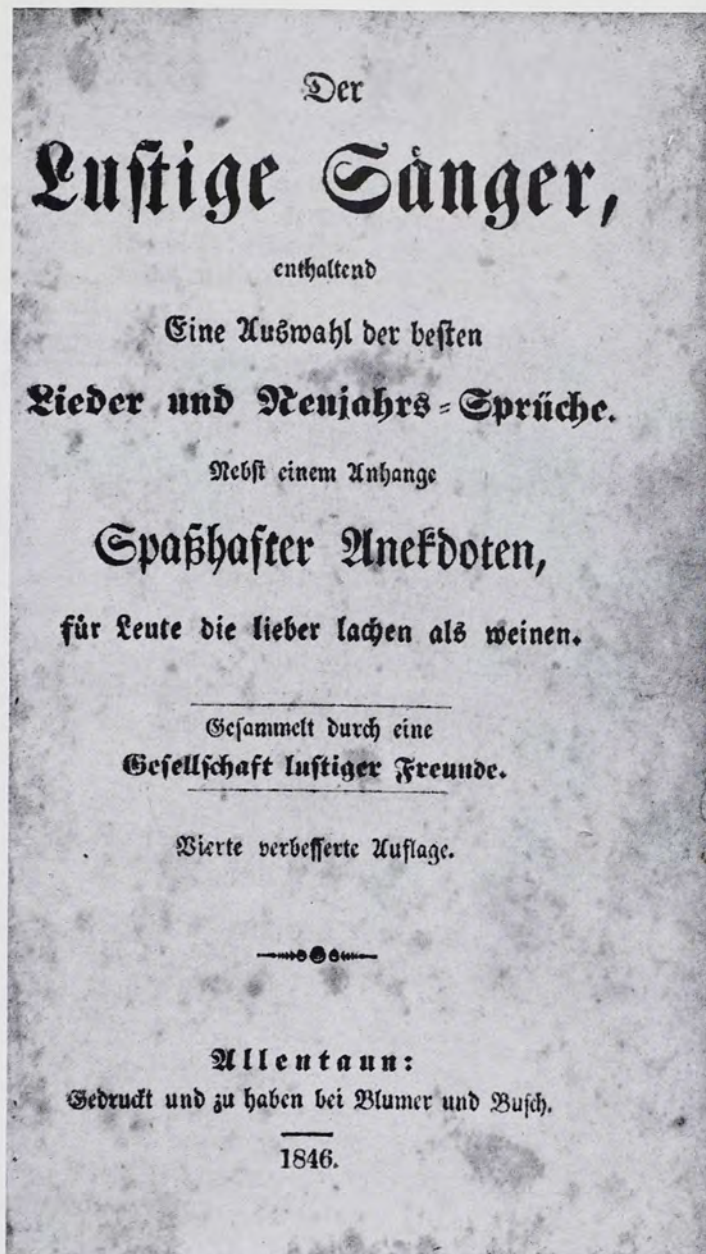 Der
Lustige Sänger,
enthaltend
Eine Auswahl der besten
Lieder und Neujahrs-Sprüche.
Nebst einem Anhange
Spaßhafter Anekdoten,
für Leute die lieber lachen als weinen.
Gesammelt durch eine
Gesellschaft lustiger Freunde.
Vierte verbesserte Auflage.
Allentaun:
Gedruckt und zu haben bei Blumer und Busch.
1846.